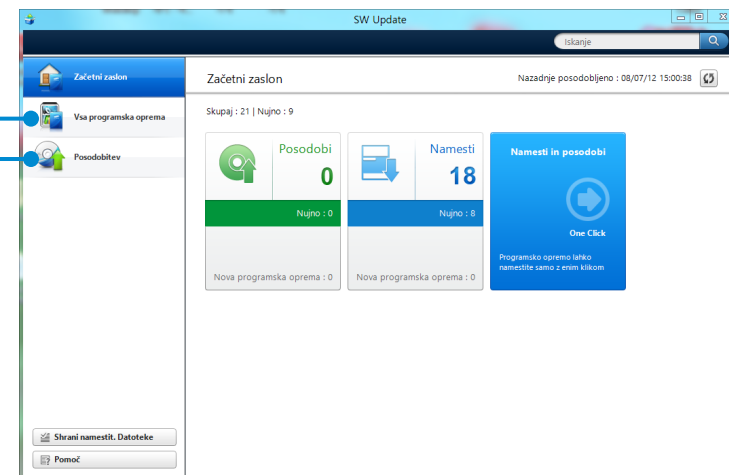 SW Update
Iskanje
Začetni zaslon
Vsa programska oprema
Posodobitev
Shrani namestit. Datoteke
Pomoč
Začetni zaslon
Nazadnje posodobljeno : 08/07/12 15:00:38
Skupaj : 21 | Nujno : 9
Posodobi
0
Nujno : 0
Nova programska oprema : 0
Namesti
18
Nujno : 8
Nova programska oprema : 0
Namesti in posodobi
One Click
Programsko opremo lahko
namestite samo z enim klikom